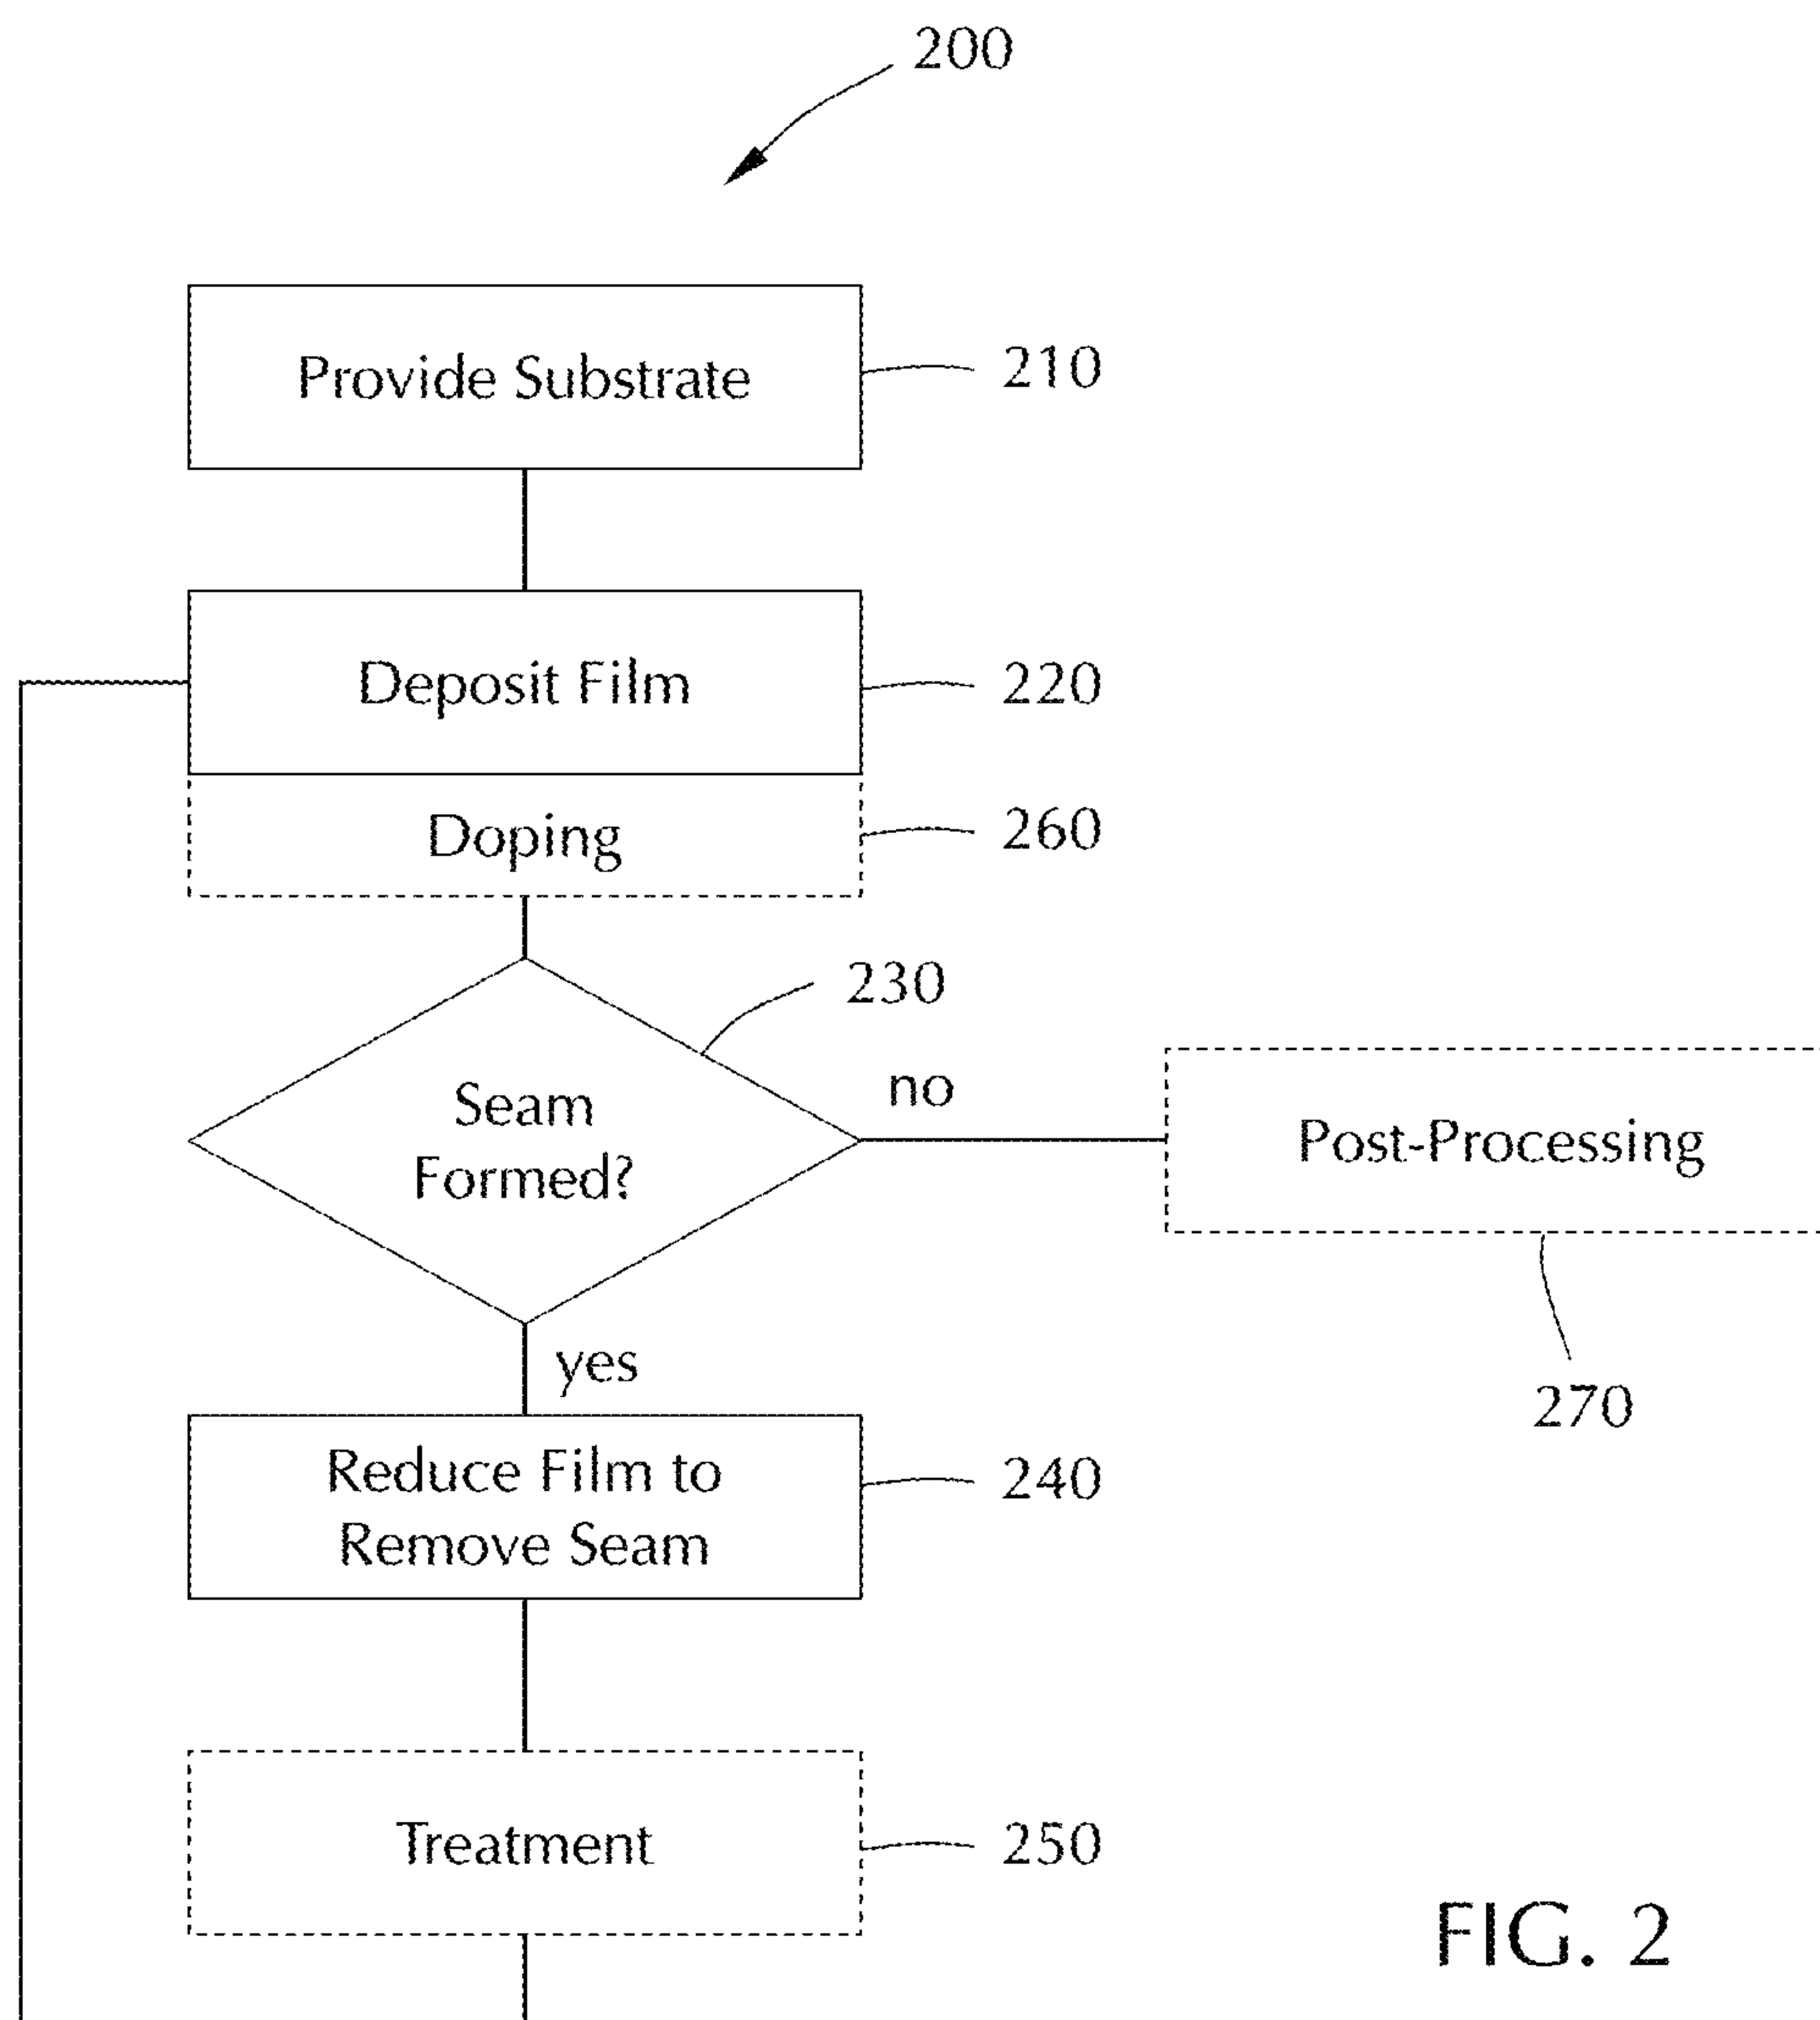 200
Provide Substrate
210
Deposit Film
220
Doping
260
230
Seam
Formed?
no
Post-Processing
270
yes
Reduce Film to
Remove Seam
240
Treatment
250
FIG. 2